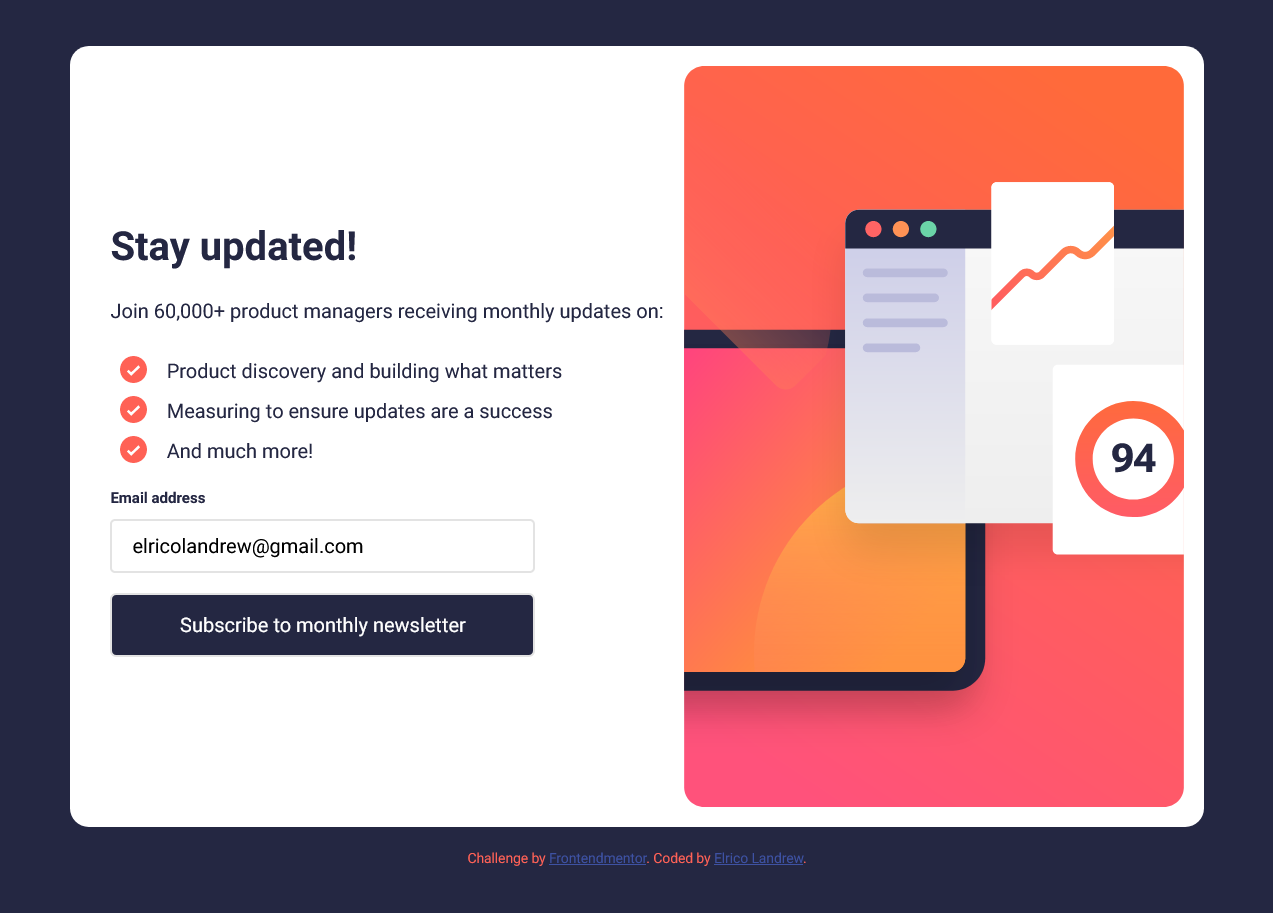 Stay updated!
Join 60,000+ product managers receiving monthly updates on:
Product discovery and building what matters
Measuring to ensure updates are a success
And much more!
Email address
elricolandrew@gmail.com
Subscribe to monthly newsletter
94
Challenge by Frontendmentor. Coded by Elrico Landrew.